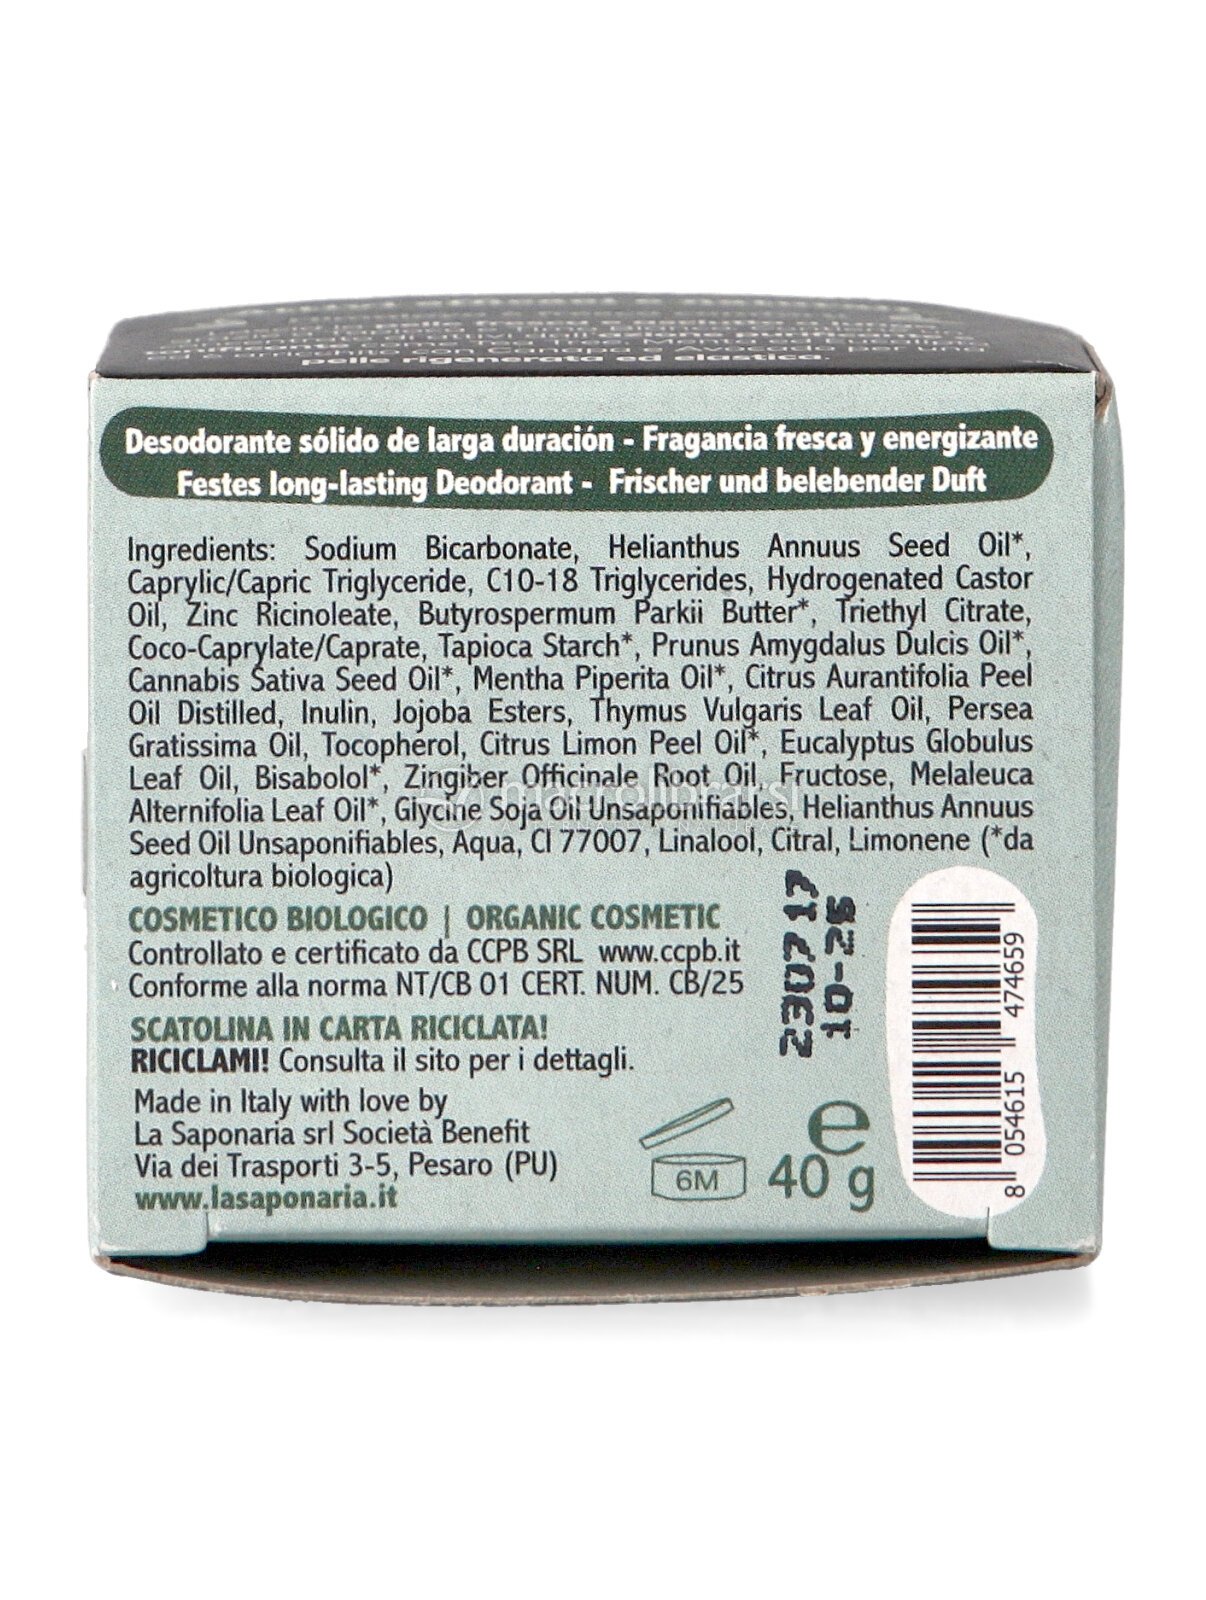 pelle rigenerata ed elastica.
Desodorante sólido de larga duración - Fragancia fresca y energizante
Festes long-lasting Deodorant - Frischer und belebender Duft
Ingredients: Sodium Bicarbonate, Helianthus Annuus Seed Oil*,
Caprylic/Capric Triglyceride, C10-18 Triglycerides, Hydrogenated Castor
Oil, Zinc Ricinoleate, Butyrospermum Parkii Butter*, Triethyl Citrate,
Coco-Caprylate/Caprate, Tapioca Starch*, Prunus Amygdalus Dulcis Oil*,
Cannabis Sativa Seed Oil*, Mentha Piperita Oil*, Citrus Aurantifolia Peel
Oil Distilled, Inulin, Jojoba Esters, Thymus Vulgaris Leaf Oil, Persea
Gratissima Oil, Tocopherol, Citrus Limon Peel Oil*, Eucalyptus Globulus
Leaf Oil, Bisabolol*, Zingiber Officinale Root Oil, Fructose, Melaleuca
Alternifolia Leaf Oil*, Glycine Soja Oil Unsaponifiables, Helianthus Annuus
Seed Oil Unsaponifiables, Aqua, CI 77007, Linalool, Citral, Limonene (*da
agricoltura biologica)
COSMETICO BIOLOGICO | ORGANIC COSMETIC
Controllato e certificato da CCPB SRL www.ccpb.it
Conforme alla norma NT/CB 01 CERT. NUM. CB/25
SCATOLINA IN CARTA RICICLATA!
RICICLAMI! Consulta il sito per i dettagli.
Made in Italy with love by
La Saponaria srl Società Benefit
Via dei Trasporti 3-5, Pesaro (PU)
www.lasaponaria.it
6M
e
40 g
230717
10-25
8 054615 474659
macrolibrarsi